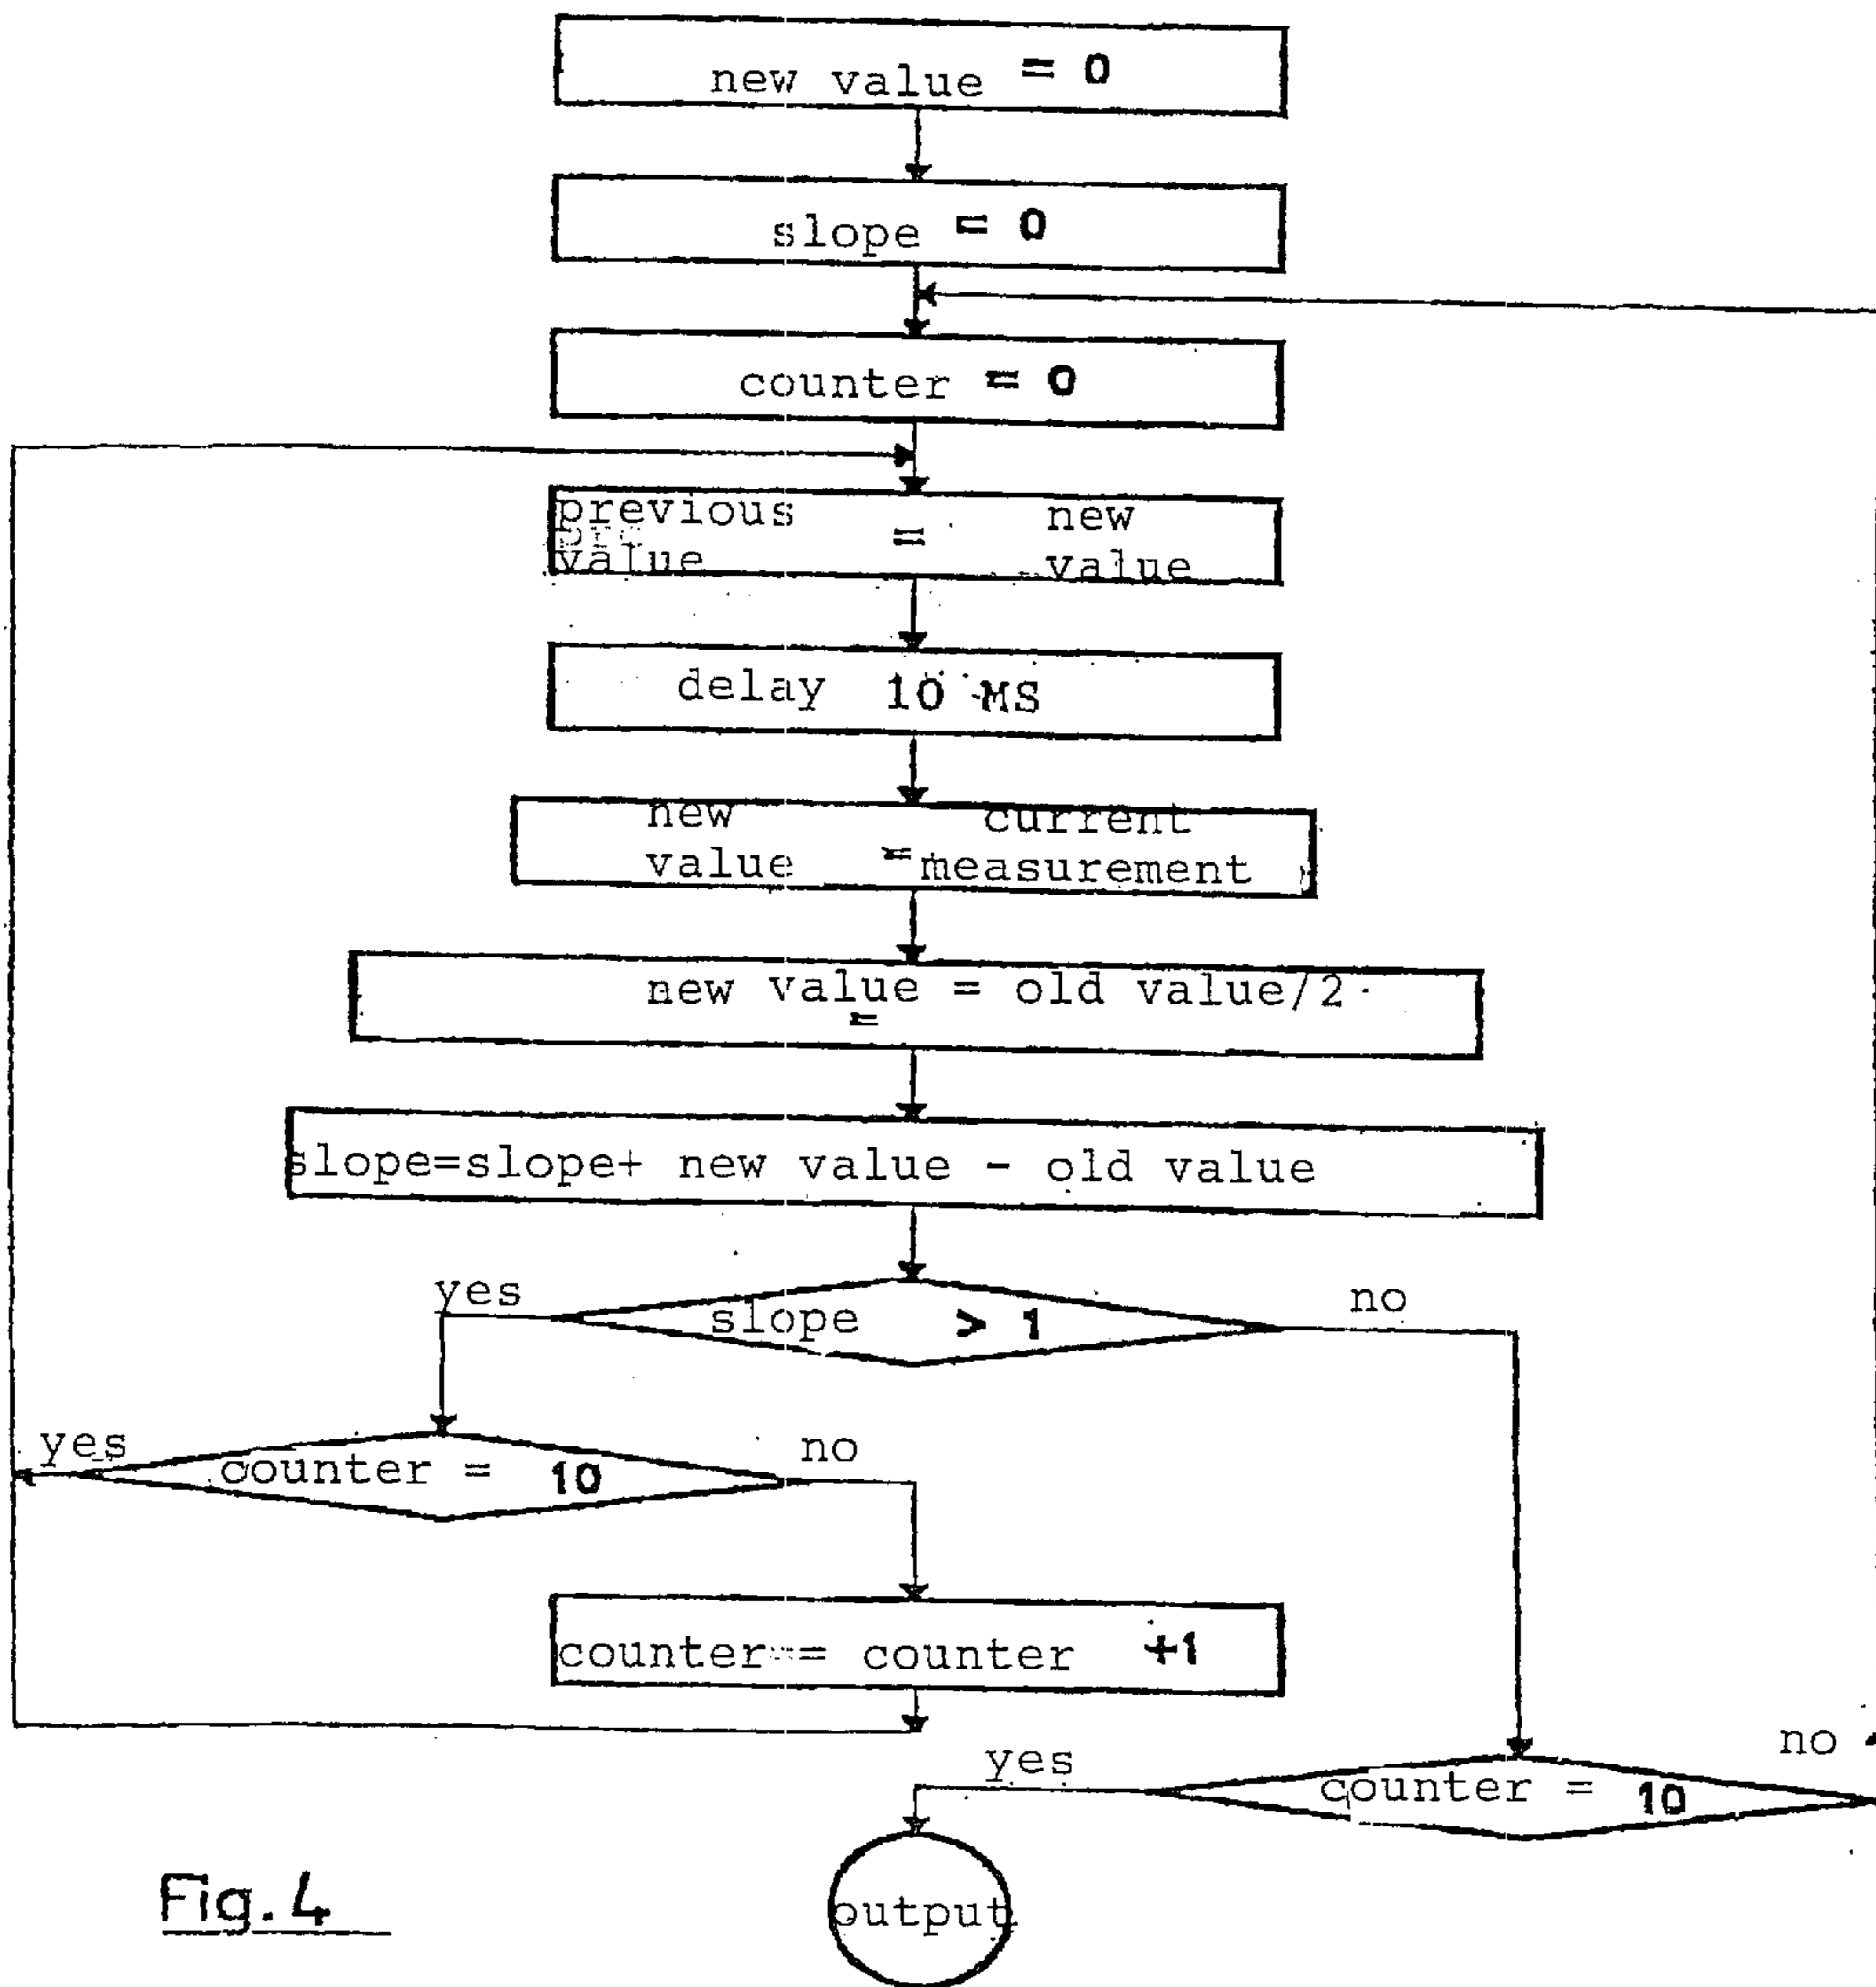 new value = 0
slope = 0
counter = 0
previous new
value = value
delay 10 MS
new current
value = measurement
new value = old value/2
=
slope=slope+ new value - old value
yes slope > 1 no
yes counter = 10 no
counter = counter +1
yes counter = 10 no
output
Fig. 4